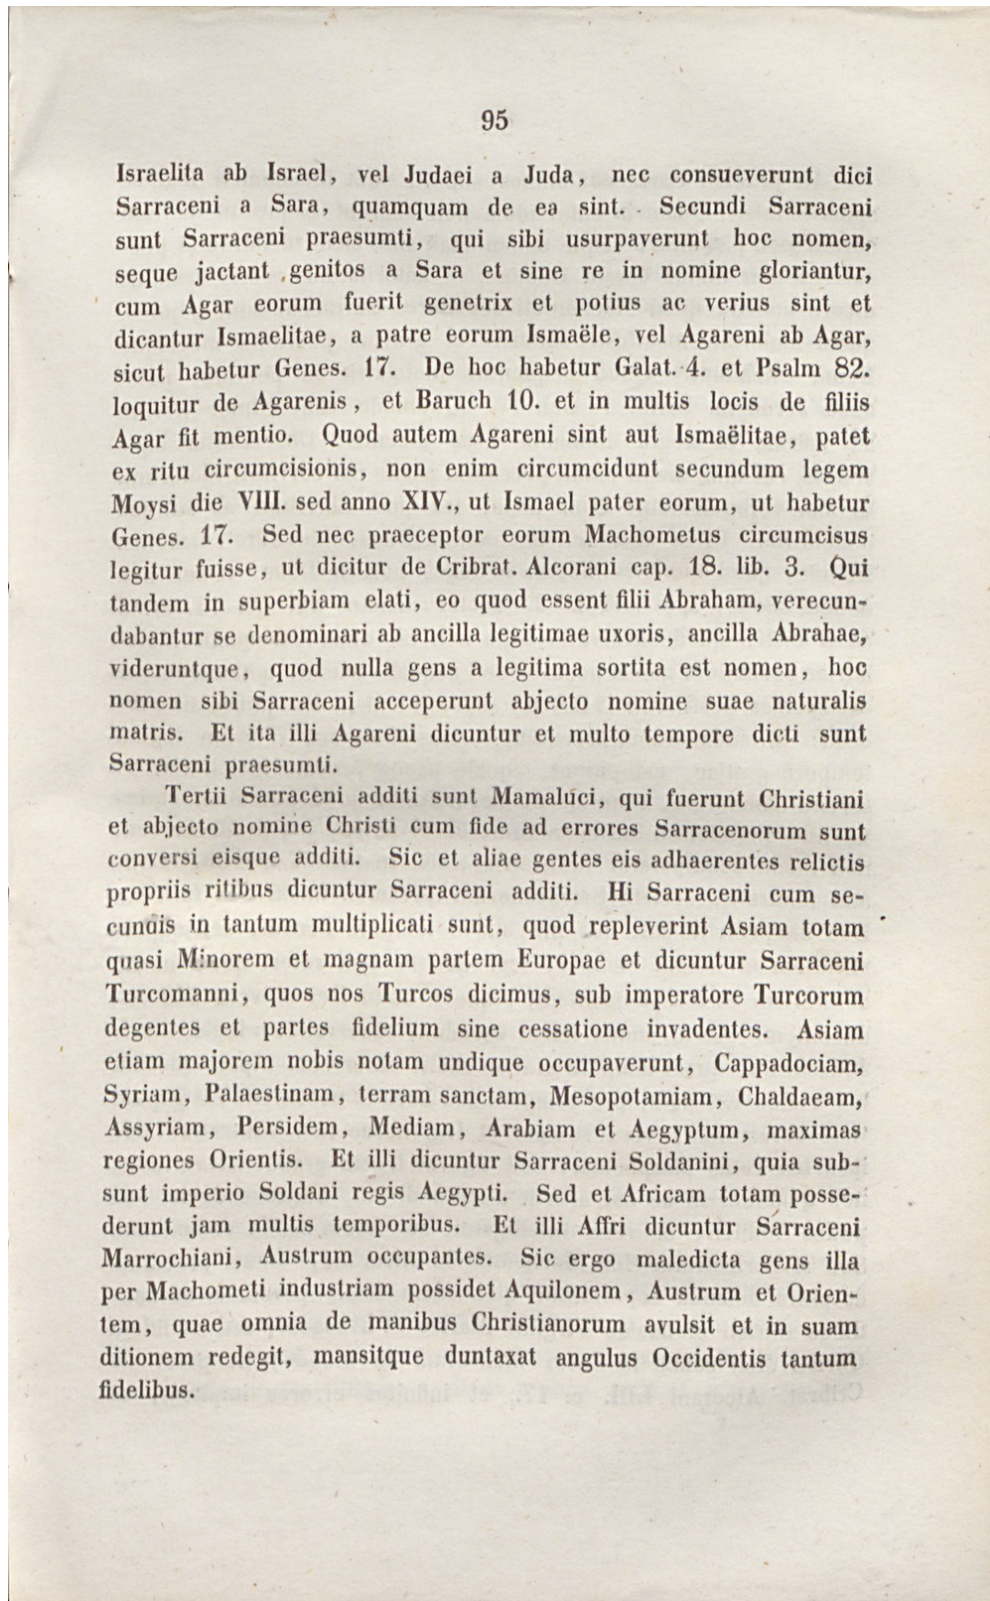 95
Israelita ab Israel, vel Judaei a Juda, nec consueverunt dici
Sarraceni a Sara, quamquam de ea sint. Secundi Sarraceni
sunt Sarraceni praesumti, qui sibi usurpaverunt hoc nomen,
seque jactant genitos a Sara et sine re in nomine gloriantur,
cum Agar eorum fuerit genetrix et potius ac verius sint et
dicantur Ismaelitae, a patre eorum Ismaële, vel Agareni ab Agar,
sicut habetur Genes. 17. De hoc habetur Galat. 4. et Psalm 82.
loquitur de Agarenis, et Baruch 10. et in multis locis de filiis
Agar fit mentio. Quod autem Agareni sint aut Ismaëlitae, patet
ex ritu circumcisionis, non enim circumcidunt secundum legem
Moysi die VIII. sed anno XIV., ut Ismael pater eorum, ut habetur
Genes. 17. Sed nec praeceptor eorum Machometus circumcisus
legitur fuisse, ut dicitur de Cribrat. Alcorani cap. 18. lib. 3. Qui
tandem in superbiam elati, eo quod essent filii Abraham, verecun-
dabantur se denominari ab ancilla legitimae uxoris, ancilla Abrahae,
videruntque, quod nulla gens a legitima sortita est nomen, hoc
nomen sibi Sarraceni acceperunt abjecto nomine suae naturalis
matris. Et ita illi Agareni dicuntur et multo tempore dicti sunt
Sarraceni praesumti.
Tertii Sarraceni additi sunt Mamaluci, qui fuerunt Christiani
et abjecto nomine Christi cum fide ad errores Sarracenorum sunt
conversi eisque additi. Sic et aliae gentes eis adhaerentes relictis
propriis ritibus dicuntur Sarraceni additi. Hi Sarraceni cum se-
cundis in tantum multiplicati sunt, quod repleverint Asiam totam
quasi Minorem et magnam partem Europae et dicuntur Sarraceni
Turcomanni, quos nos Turcos dicimus, sub imperatore Turcorum
degentes et partes fidelium sine cessatione invadentes. Asiam
etiam majorem nobis notam undique occupaverunt, Cappadociam,
Syriam, Palaestinam, terram sanctam, Mesopotamiam, Chaldaeam,
Assyriam, Persidem, Mediam, Arabiam et Aegyptum, maximas
regiones Orientis. Et illi dicuntur Sarraceni Soldanini, quia sub-
sunt imperio Soldani regis Aegypti. Sed et Africam totam posse-
derunt jam multis temporibus. Et illi Affri dicuntur Sarraceni
Marrochiani, Austrum occupantes. Sic ergo maledicta gens illa
per Machometi industriam possidet Aquilonem, Austrum et Orien-
tem, quae omnia de manibus Christianorum avulsit et in suam
ditionem redegit, mansitque duntaxat angulus Occidentis tantum
fidelibus.